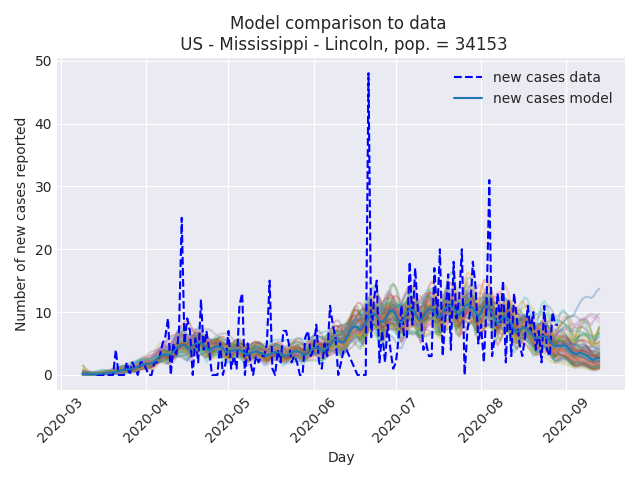 Model comparison to data
US - Mississippi - Lincoln, pop. = 34153
new cases data
new cases model
Number of new cases reported
50
40
30
20
10
0
2020-03
2020-04
2020-05
2020-06
2020-07
2020-08
2020-09
Day